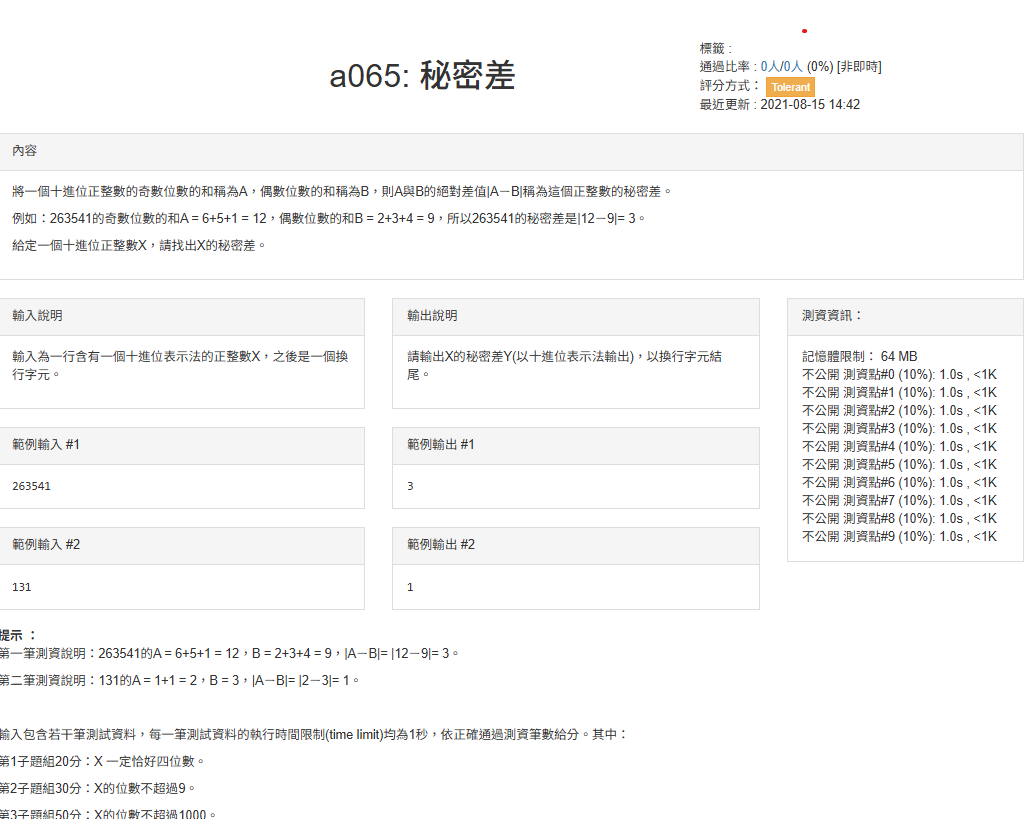 a065: 秘密差
標籤 :
通過比率 : 0人/0人 (0%) [非即時]
評分方式： Tolerant
最近更新 : 2021-08-15 14:42
內容
將一個十進位正整數的奇數位數的和稱為A，偶數位數的和稱為B，則A與B的絕對差值|A－B|稱為這個正整數的秘密差。
例如：263541的奇數位數的和A = 6+5+1 = 12，偶數位數的和B = 2+3+4 = 9，所以263541的秘密差是|12－9|= 3。
給定一個十進位正整數X，請找出X的秘密差。
輸入說明
輸入為一行含有一個十進位表示法的正整數X，之後是一個換
行字元。
輸出說明
請輸出X的秘密差Y(以十進位表示法輸出)，以換行字元結
尾。
測資資訊：
記憶體限制： 64 MB
不公開 測資點#0 (10%): 1.0s , <1K
不公開 測資點#1 (10%): 1.0s , <1K
不公開 測資點#2 (10%): 1.0s , <1K
不公開 測資點#3 (10%): 1.0s , <1K
不公開 測資點#4 (10%): 1.0s , <1K
不公開 測資點#5 (10%): 1.0s , <1K
不公開 測資點#6 (10%): 1.0s , <1K
不公開 測資點#7 (10%): 1.0s , <1K
不公開 測資點#8 (10%): 1.0s , <1K
不公開 測資點#9 (10%): 1.0s , <1K
範例輸入 #1
263541
範例輸出 #1
3
範例輸入 #2
131
範例輸出 #2
1
提示 ：
第一筆測資說明：263541的A = 6+5+1 = 12，B = 2+3+4 = 9，|A－B|= |12－9|= 3。
第二筆測資說明：131的A = 1+1 = 2，B = 3，|A－B|= |2－3|= 1。
輸入包含若干筆測試資料，每一筆測試資料的執行時間限制(time limit)均為1秒，依正確通過測資筆數給分。其中：
第1子題組20分：X 一定恰好四位數。
第2子題組30分：X的位數不超過9。
第3子題組50分：X的位數不超過1000。